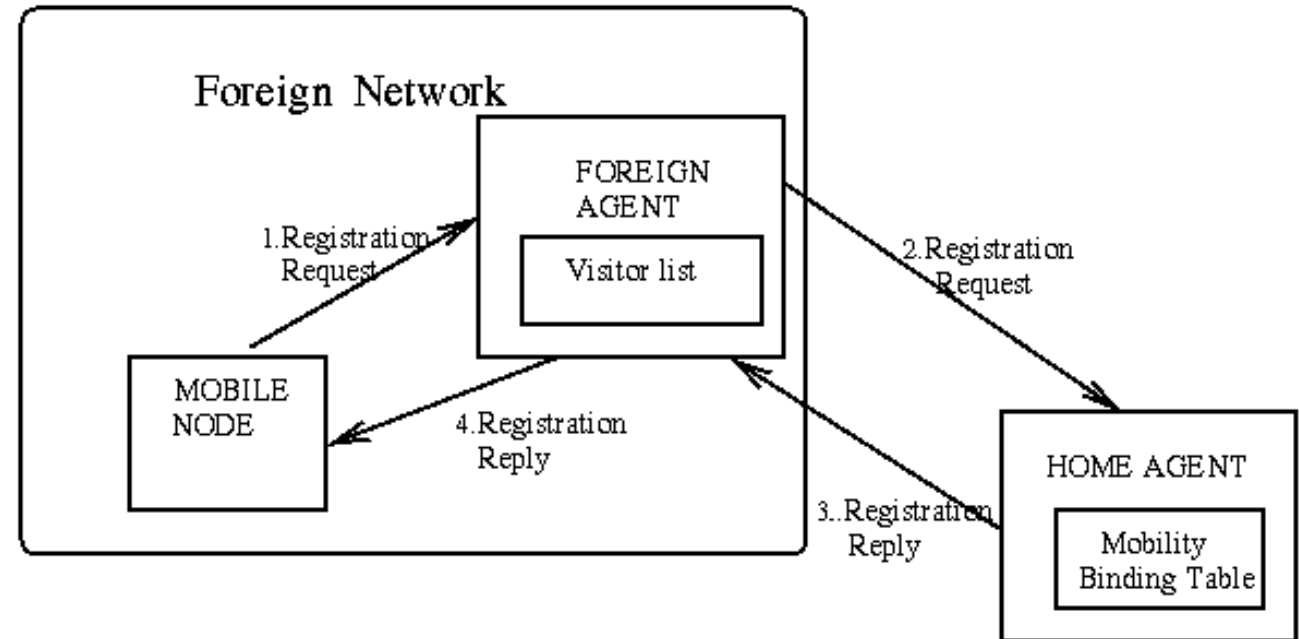 Foreign Network
FOREIGN
AGENT
Visitor list
1.Registration
Request
2.Registration
Request
MOBILE
NODE
4.Registration
Reply
3..Registration
Reply
HOME AGENT
Mobility
Binding Table